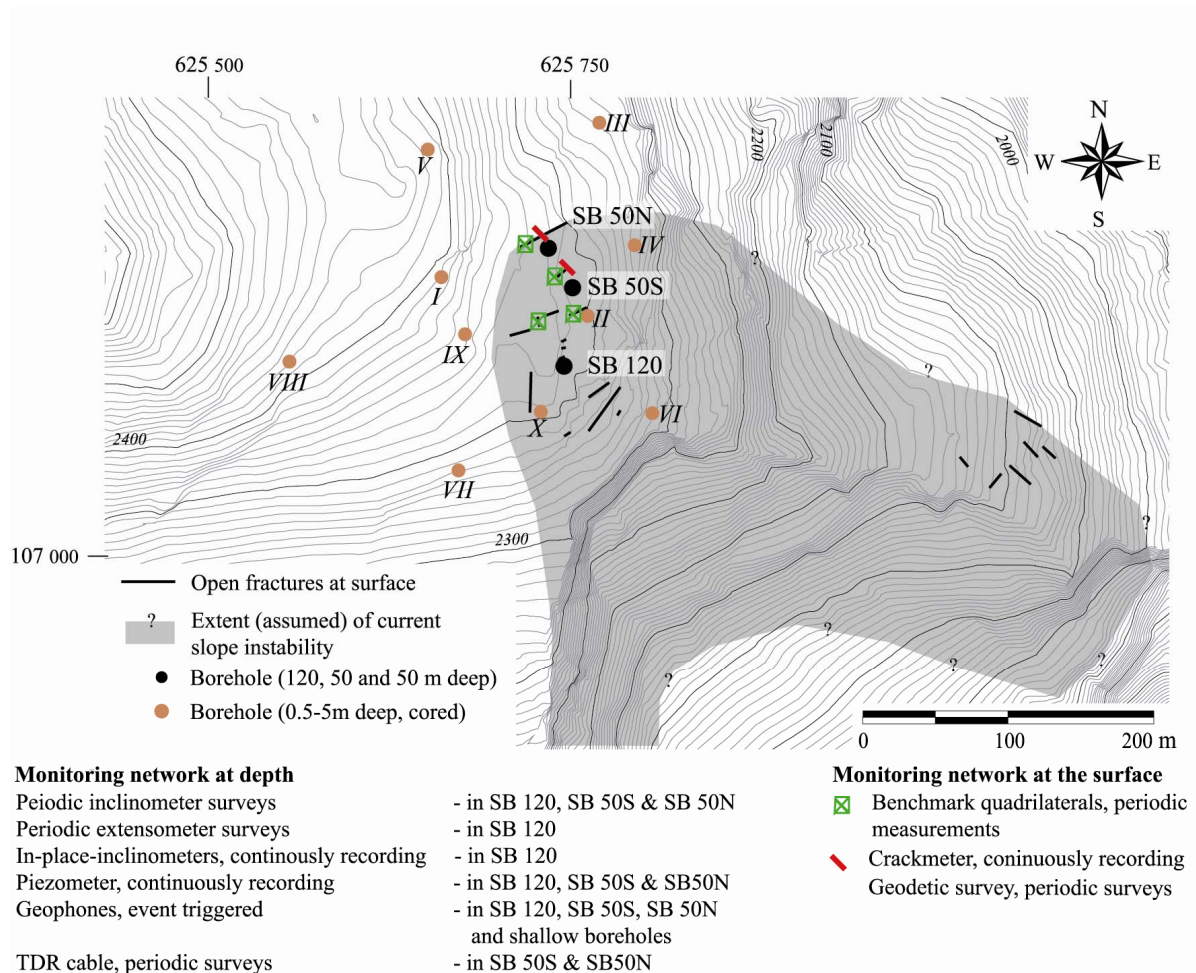 625 500
625 750
III
V
2200
2100
2000
N
W E
S
SB 50N
IV
?
I
SB 50S
II
IX
VIII
SB 120
?
X
VI
2400
VII
2300
?
107 000
Open fractures at surface
? Extent (assumed) of current
slope instability
Borehole (120, 50 and 50 m deep)
Borehole (0.5-5m deep, cored)
?
?
?
?
0 100 200 m
Monitoring network at depth
Peiodic inclinometer surveys - in SB 120, SB 50S & SB 50N
Periodic extensometer surveys - in SB 120
In-place-inclinometers, continously recording - in SB 120
Piezometer, continuously recording - in SB 120, SB 50S & SB50N
Geophones, event triggered - in SB 120, SB 50S, SB 50N
and shallow boreholes
TDR cable, periodic surveys - in SB 50S & SB50N
Monitoring network at the surface
Benchmark quadrilaterals, periodic
measurements
Crackmeter, coninuously recording
Geodetic survey, periodic surveys